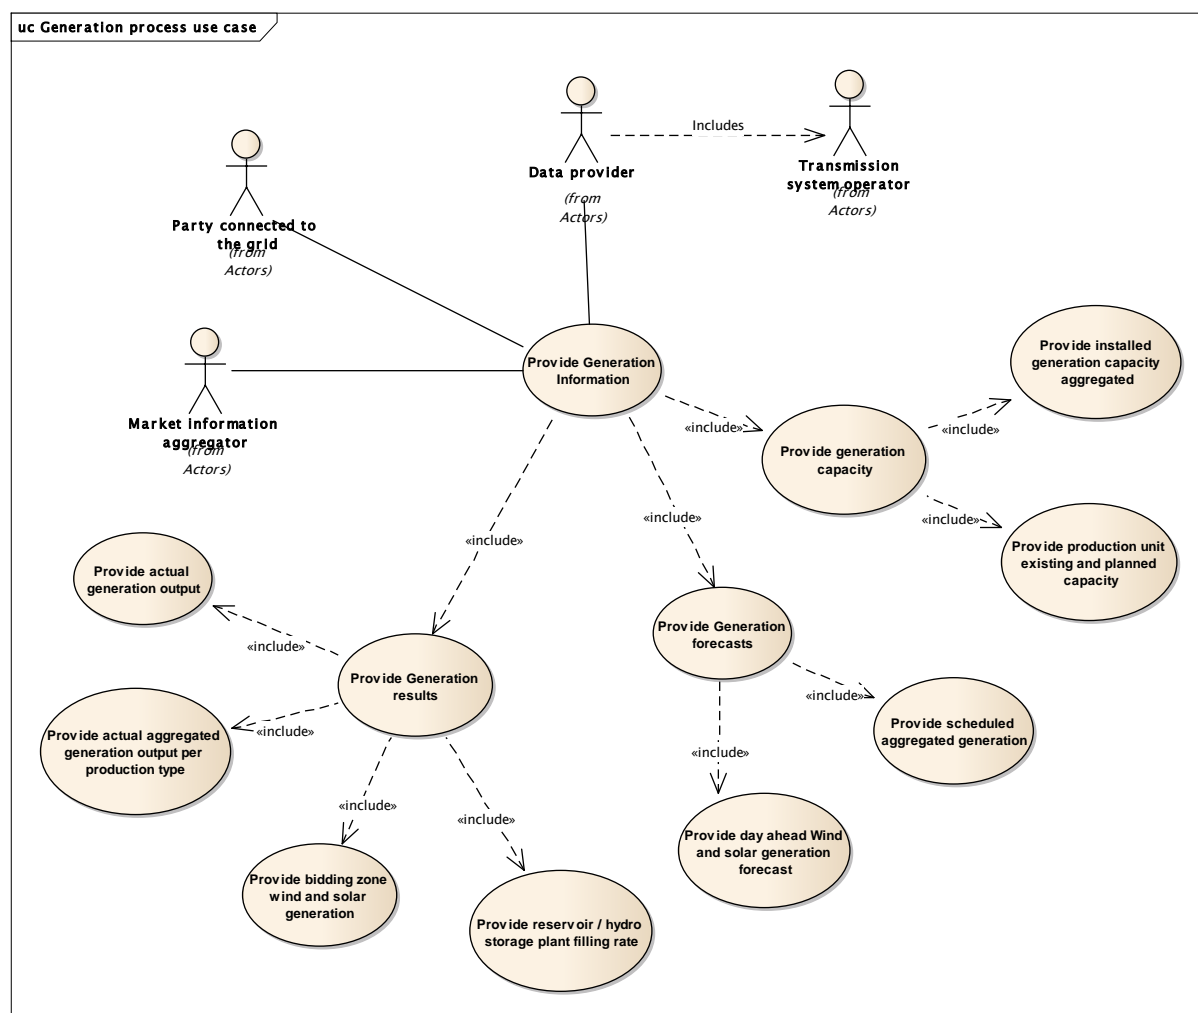 uc Generation process use case
Includes
Data provider
(from
Actors)
Transmission
system operator
(from
Actors)
Party connected to
the grid
(from
Actors)
Market information
aggregator
(from
Actors)
Provide Generation
Information
«include»
Provide generation
capacity
«include»
Provide installed
generation capacity
aggregated
«include»
Provide production unit
existing and planned
capacity
«include»
«include»
Provide Generation
forecasts
«include»
Provide scheduled
aggregated generation
«include»
Provide day ahead Wind
and solar generation
forecast
Provide Generation
results
«include»
Provide actual
generation output
«include»
Provide actual aggregated
generation output per
production type
«include»
Provide bidding zone
wind and solar
generation
«include»
Provide reservoir / hydro
storage plant filling rate